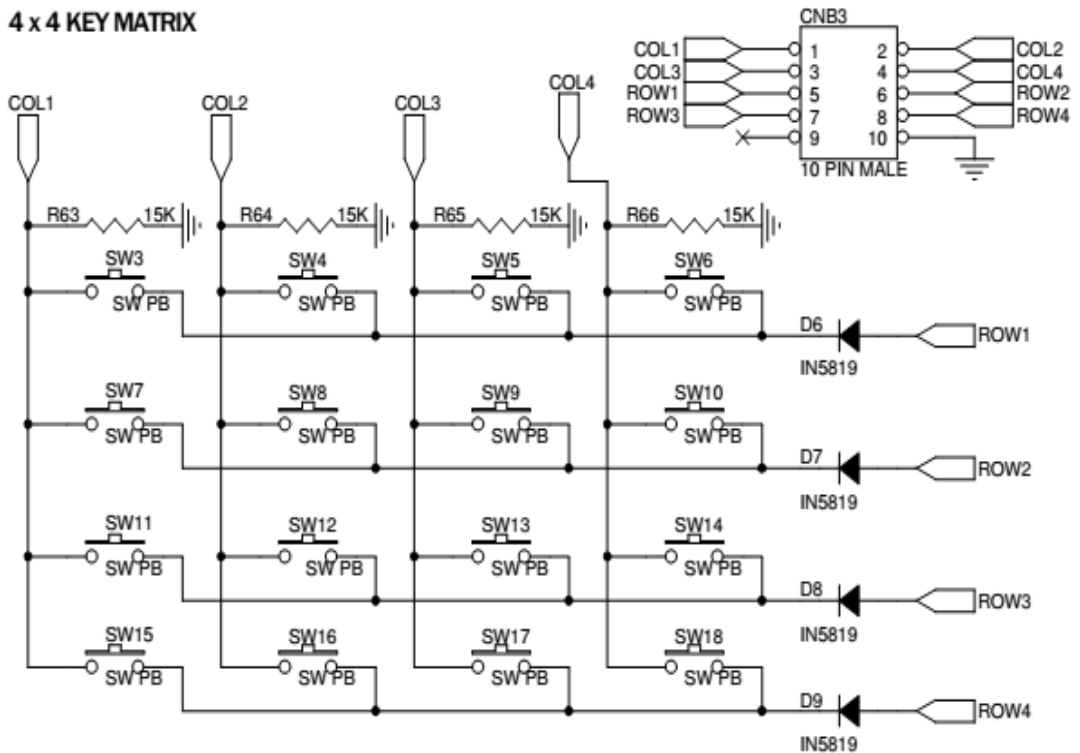 4 x 4 KEY MATRIX
CNB3
COL1 1 2 COL2
COL3 3 4 COL4
ROW1 5 6 ROW2
ROW3 7 8 ROW4
9 10
10 PIN MALE
COL1 COL2 COL3 COL4
R63 15K R64 15K R65 15K R66 15K
SW3 SW4 SW5 SW6
SW PB SW PB SW PB SW PB
D6 ROW1
IN5819
SW7 SW8 SW9 SW10
SW PB SW PB SW PB SW PB
D7 ROW2
IN5819
SW11 SW12 SW13 SW14
SW PB SW PB SW PB SW PB
D8 ROW3
IN5819
SW15 SW16 SW17 SW18
SW PB SW PB SW PB SW PB
D9 ROW4
IN5819